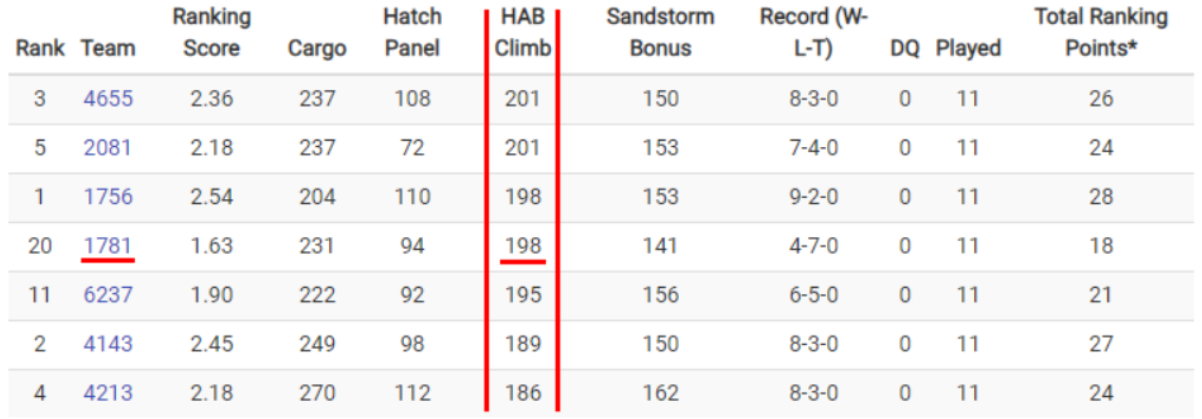 Rank Team Ranking Score Cargo Hatch Panel HAB Climb Sandstorm Bonus Record (W-L-T) DQ Played Total Ranking Points*
3 4655 2.36 237 108 201 150 8-3-0 0 11 26
5 2081 2.18 237 72 201 153 7-4-0 0 11 24
1 1756 2.54 204 110 198 153 9-2-0 0 11 28
20 1781 1.63 231 94 198 141 4-7-0 0 11 18
11 6237 1.90 222 92 195 156 6-5-0 0 11 21
2 4143 2.45 249 98 189 150 8-3-0 0 11 27
4 4213 2.18 270 112 186 162 8-3-0 0 11 24